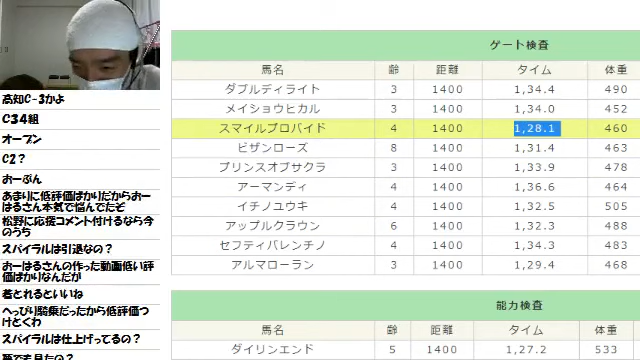 高知C-3かよ
C34組
オープン
C2?
おーぷん
あまりに低評価ばかりだからおー
はるさん本気で悩んでたぞ
松野に応援コメント付けるなら今
のうち
スパイラルは引退なの?
おーはるさんの作った動画低い評
価ばかりなんだが
着とれるといいね
へっぴり騎乗だったから低評価つ
けとくわ
スパイラルは仕上げってるの?
ゲート検査
馬名 齢 距離 タイム 体重
ダブルディライト 3 1400 1,34.4 490
メイショウヒカル 3 1400 1,34.0 452
スマイルプロバイド 4 1400 1,28.1 460
ビザンローズ 8 1400 1,31.4 463
プリンスオブサクラ 3 1400 1,33.9 478
アーマンディ 4 1400 1,36.6 464
イチノユウキ 4 1400 1,32.5 505
アップルクラウン 6 1400 1,32.3 488
セフティバレンチノ 4 1400 1,34.3 483
アルマローラン 3 1400 1,29.4 468
能力検査
馬名 齢 距離 タイム 体重
ダイリンエンド 5 1400 1,27.2 533